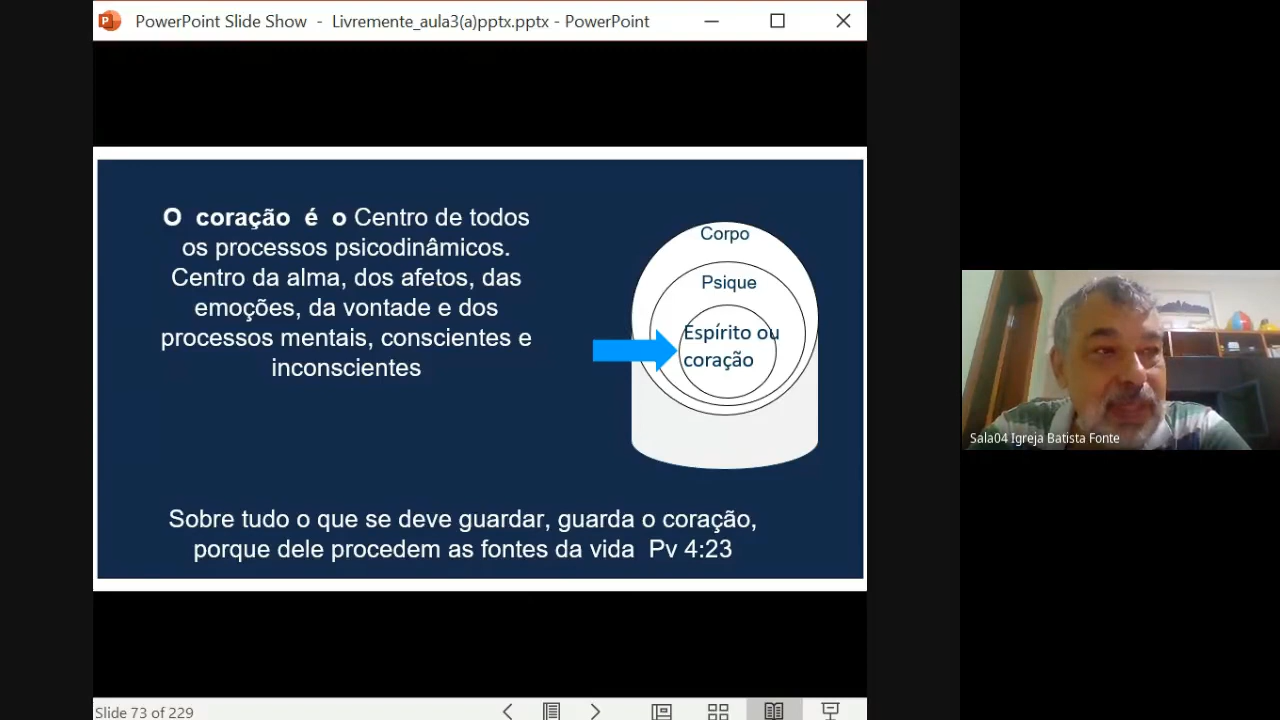 PowerPoint Slide Show - Livremente_aula3(a)pptx.pptx - PowerPoint
O coração é o Centro de todos
os processos psicodinâmicos.
Centro da alma, dos afetos, das
emoções, da vontade e dos
processos mentais, conscientes e
inconscientes
Corpo
Psique
Espírito ou
coração
Sobre tudo o que se deve guardar, guarda o coração,
porque dele procedem as fontes da vida Pv 4:23
Sala04 Igreja Batista Fonte
Slide 73 of 229